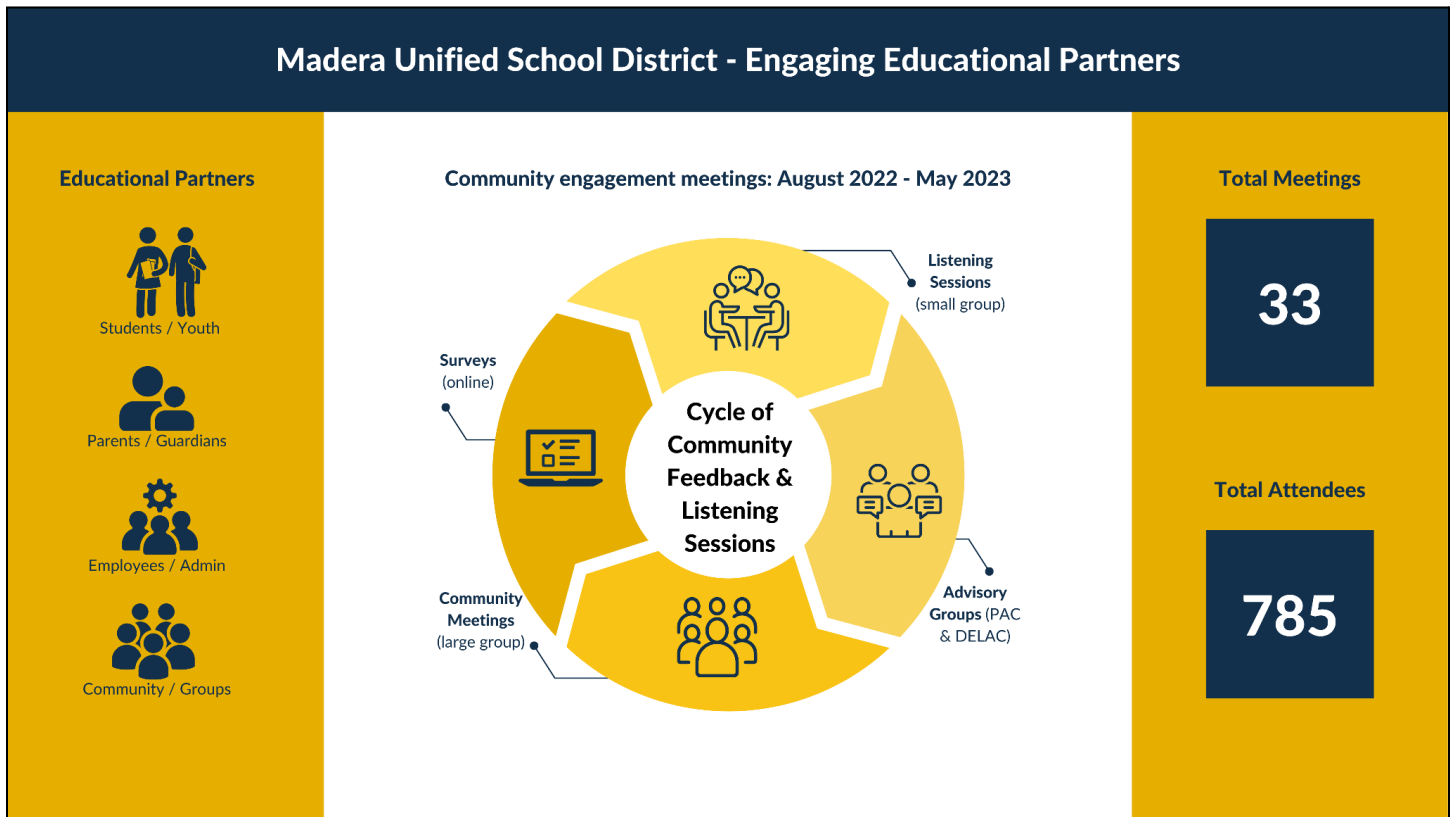 Madera Unified School District - Engaging Educational Partners
Educational Partners
Students / Youth
Parents / Guardians
Employees / Admin
Community / Groups
Community engagement meetings: August 2022 - May 2023
Listening
Sessions
(small group)
Surveys
(online)
Cycle of
Community
Feedback &
Listening
Sessions
Advisory
Groups (PAC
& DELAC)
Community
Meetings
(large group)
Total Meetings
33
Total Attendees
785